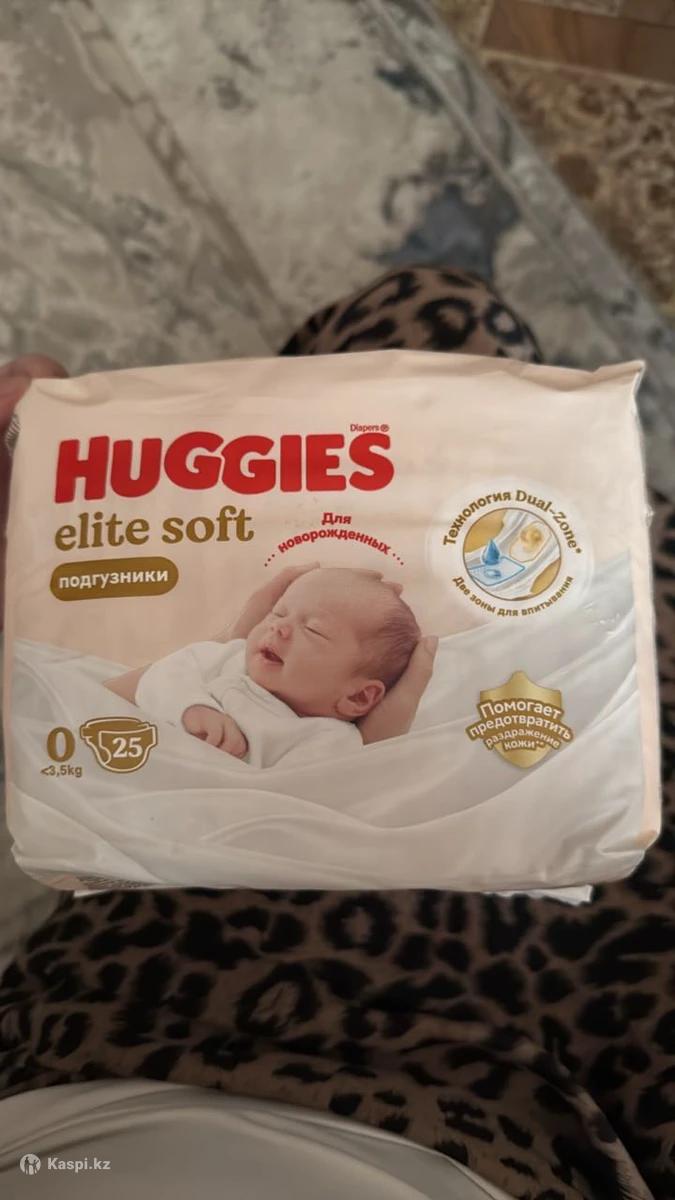 Diapers®
HUGGIES
elite soft
подгузники
Для
новорожденных
Технология Dual-Zone*
Две зоны для впитывания
Помогает
предотвратить
раздражение
кожи**
0
<3,5kg
25
Kaspi.kz